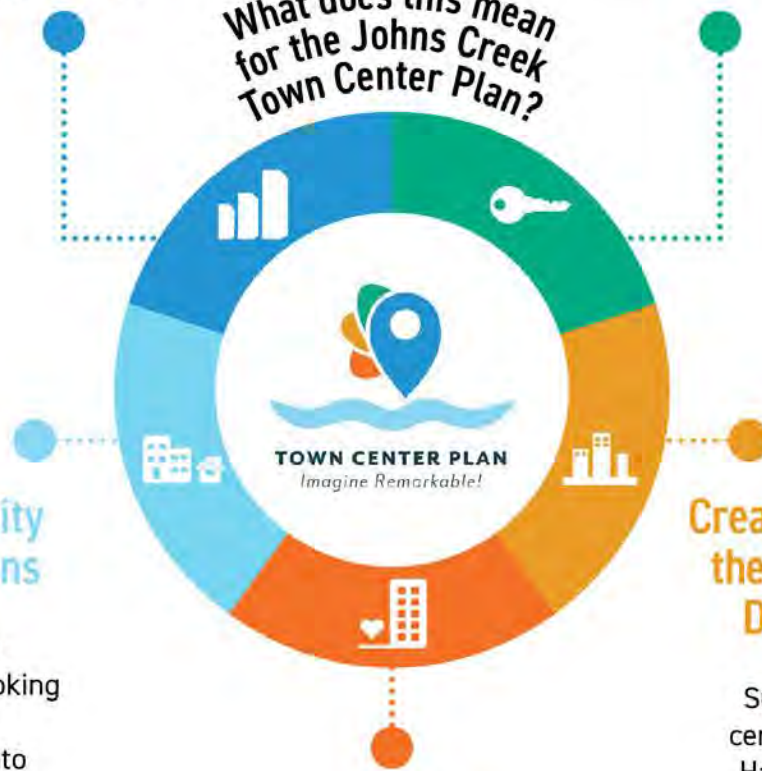 What does this mean
for the Johns Creek
Town Center Plan?
TOWN CENTER PLAN
Imagine Remarkable!
ity
ns
oking
to
Crea
the
D
S
cer